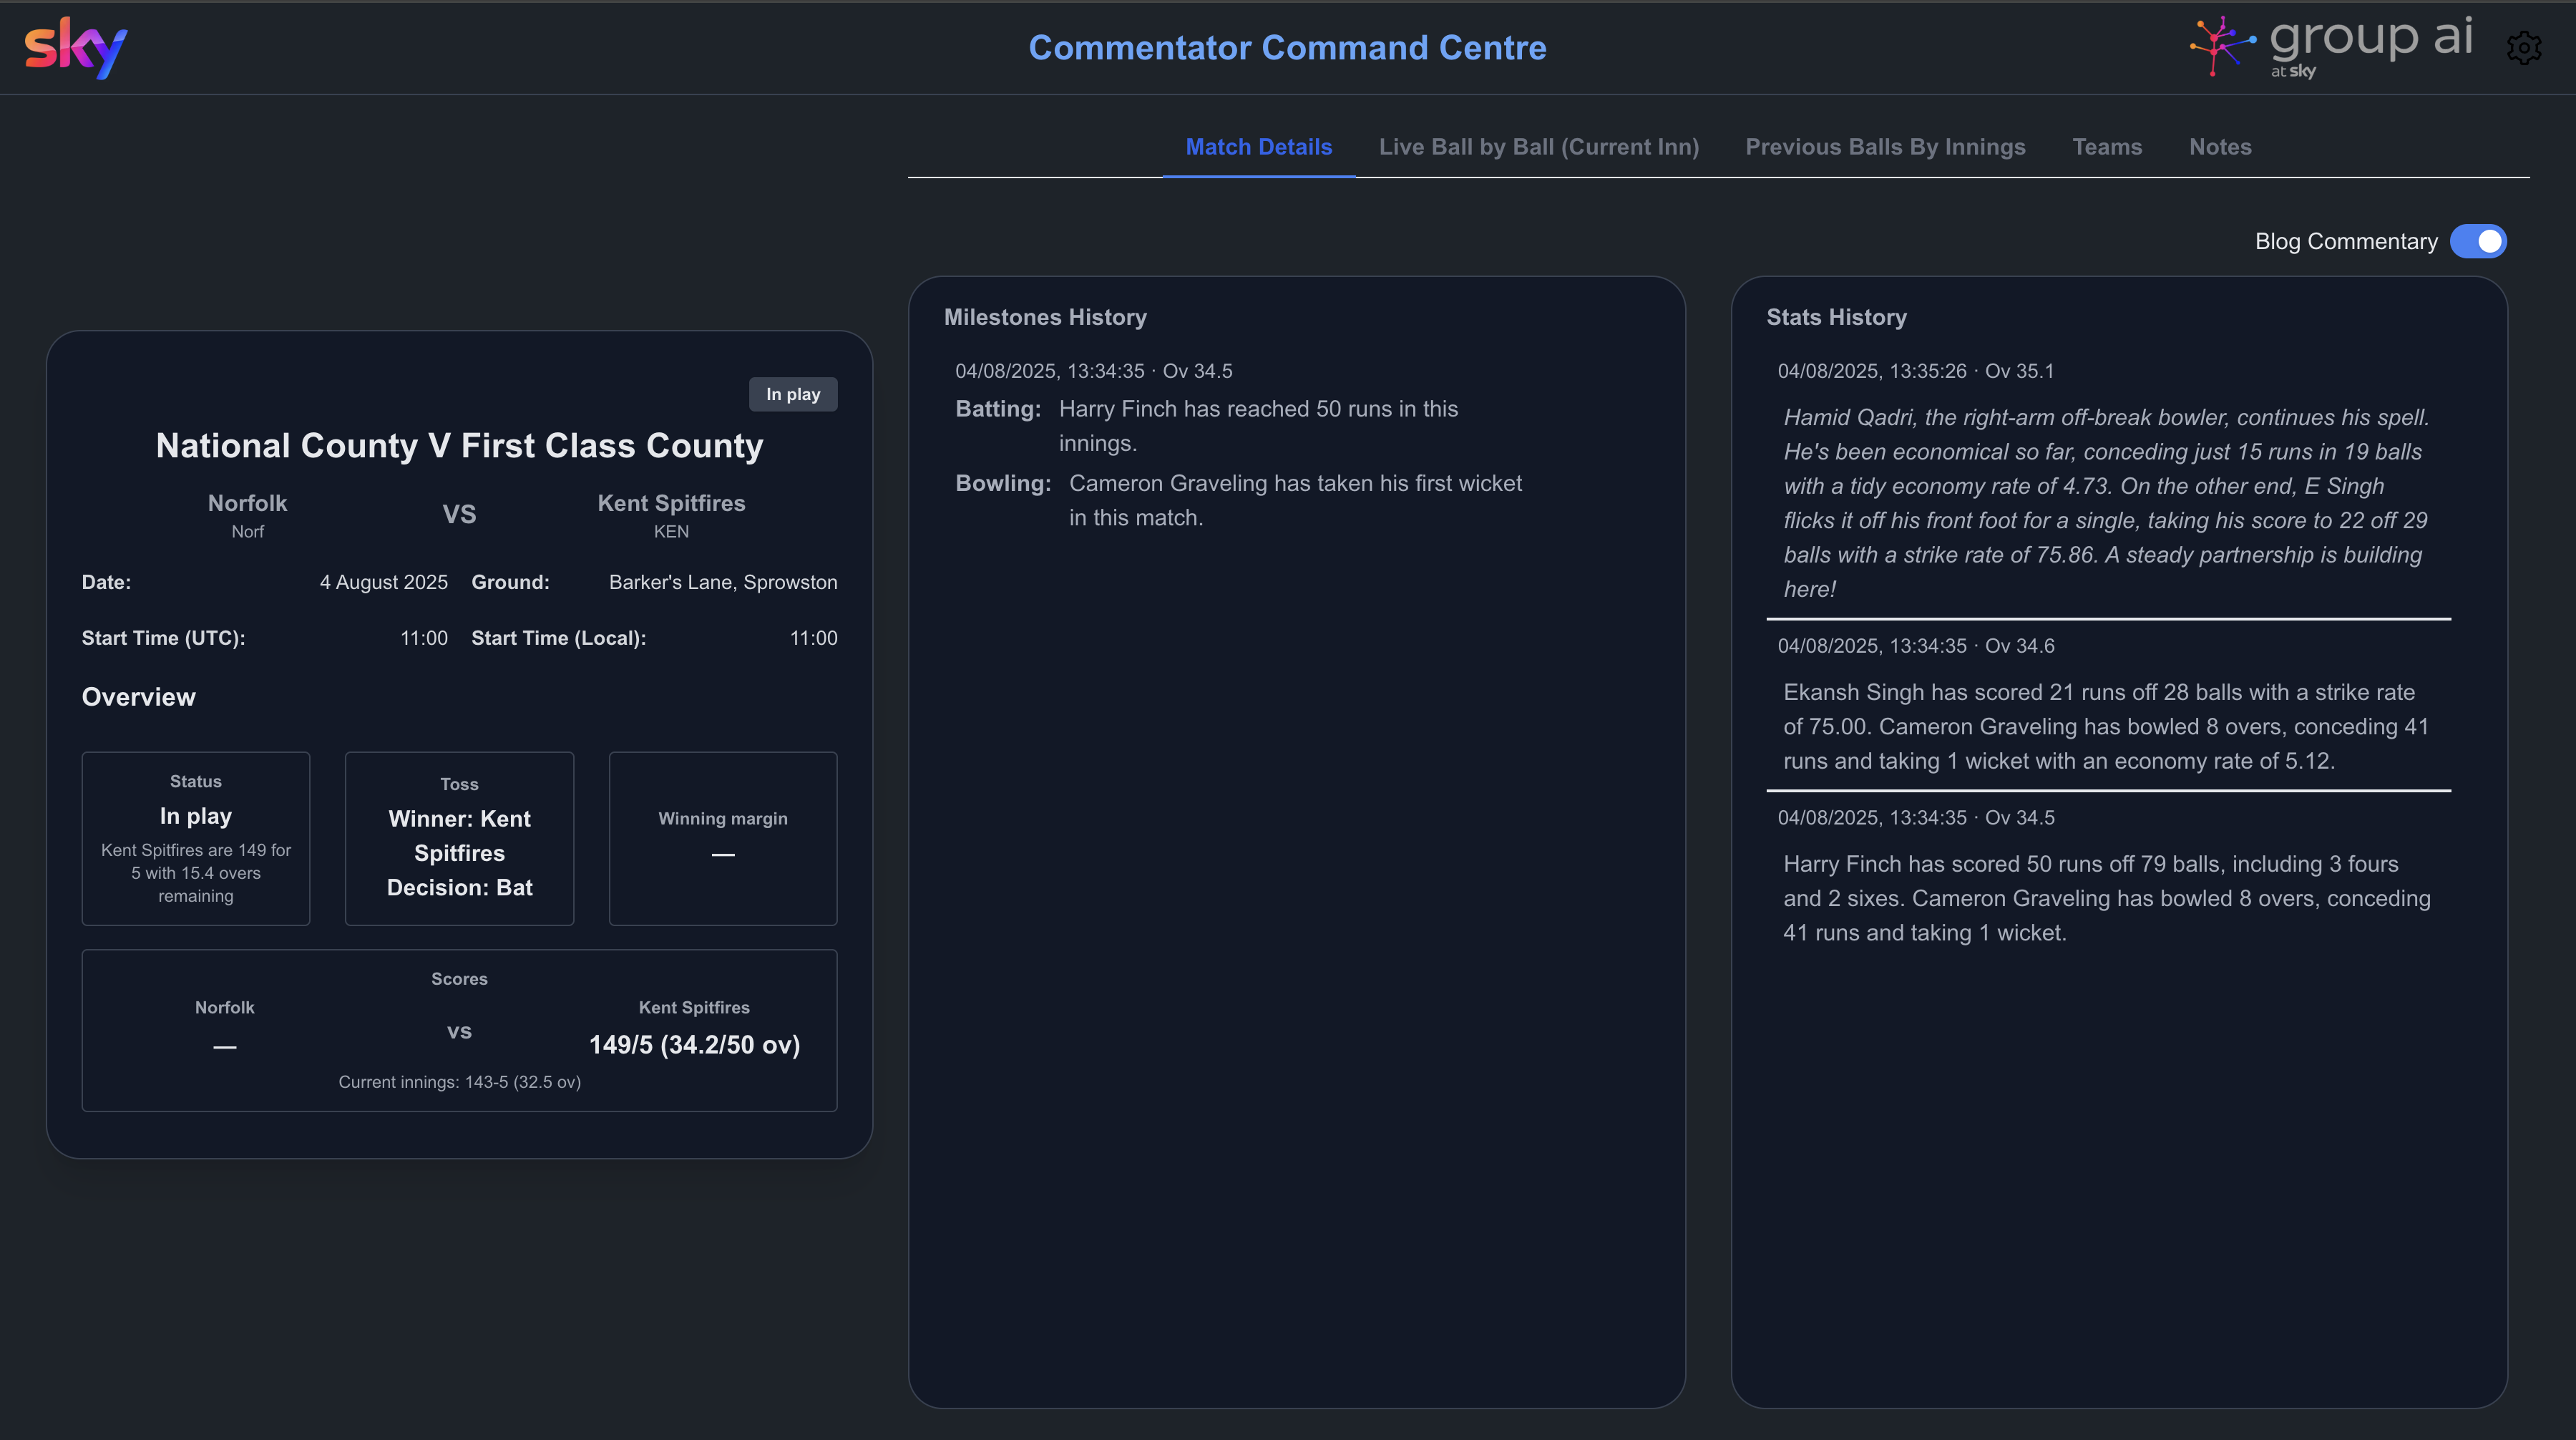 sky
Commentator Command Centre
group ai
at sky
Match Details
Live Ball by Ball (Current Inn)
Previous Balls By Innings
Teams
Notes
Blog Commentary
In play
National County V First Class County
Norfolk
Norf
VS
Kent Spitfires
KEN
Date:
4 August 2025
Ground:
Barker's Lane, Sprowston
Start Time (UTC):
11:00
Start Time (Local):
11:00
Overview
Status
In play
Kent Spitfires are 149 for
5 with 15.4 overs
remaining
Toss
Winner: Kent
Spitfires
Decision: Bat
Winning margin
—
Scores
Norfolk
—
vs
Kent Spitfires
149/5 (34.2/50 ov)
Current innings: 143-5 (32.5 ov)
Milestones History
04/08/2025, 13:34:35 · Ov 34.5
Batting: Harry Finch has reached 50 runs in this
innings.
Bowling: Cameron Graveling has taken his first wicket
in this match.
Stats History
04/08/2025, 13:35:26 · Ov 35.1
Hamid Qadri, the right-arm off-break bowler, continues his spell.
He's been economical so far, conceding just 15 runs in 19 balls
with a tidy economy rate of 4.73. On the other end, E Singh
flicks it off his front foot for a single, taking his score to 22 off 29
balls with a strike rate of 75.86. A steady partnership is building
here!
04/08/2025, 13:34:35 · Ov 34.6
Ekansh Singh has scored 21 runs off 28 balls with a strike rate
of 75.00. Cameron Graveling has bowled 8 overs, conceding 41
runs and taking 1 wicket with an economy rate of 5.12.
04/08/2025, 13:34:35 · Ov 34.5
Harry Finch has scored 50 runs off 79 balls, including 3 fours
and 2 sixes. Cameron Graveling has bowled 8 overs, conceding
41 runs and taking 1 wicket.